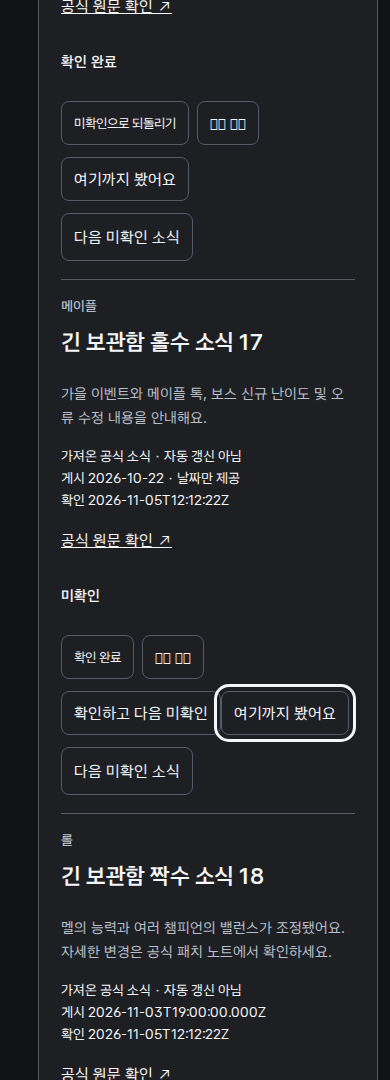 공식 원문 확인 ↗
확인 완료
미확인으로 되돌리기
여기까지 봤어요
다음 미확인 소식
메이플
긴 보관함 홀수 소식 17
가을 이벤트와 메이플 톡, 보스 신규 난이도 및 오
류 수정 내용을 안내해요.
가져온 공식 소식 · 자동 갱신 아님
게시 2026-10-22 · 날짜만 제공
확인 2026-11-05T12:12:22Z
공식 원문 확인 ↗
미확인
확인 완료
확인하고 다음 미확인 여기까지 봤어요
다음 미확인 소식
롤
긴 보관함 짝수 소식 18
멜의 능력과 여러 챔피언의 밸런스가 조정됐어요.
자세한 변경은 공식 패치 노트에서 확인하세요.
가져온 공식 소식 · 자동 갱신 아님
게시 2026-11-03T19:00:00.000Z
확인 2026-11-05T12:12:22Z
공식 원문 확인 ↗